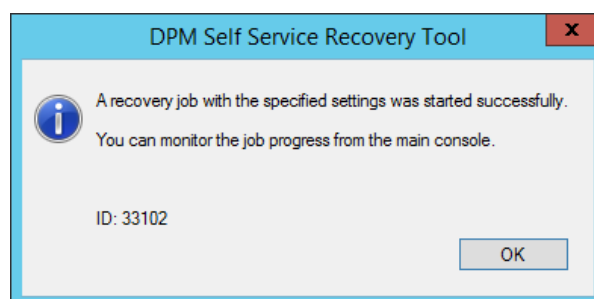 DPM Self Service Recovery Tool
x
A recovery job with the specified settings was started successfully.
You can monitor the job progress from the main console.
ID: 33102
OK